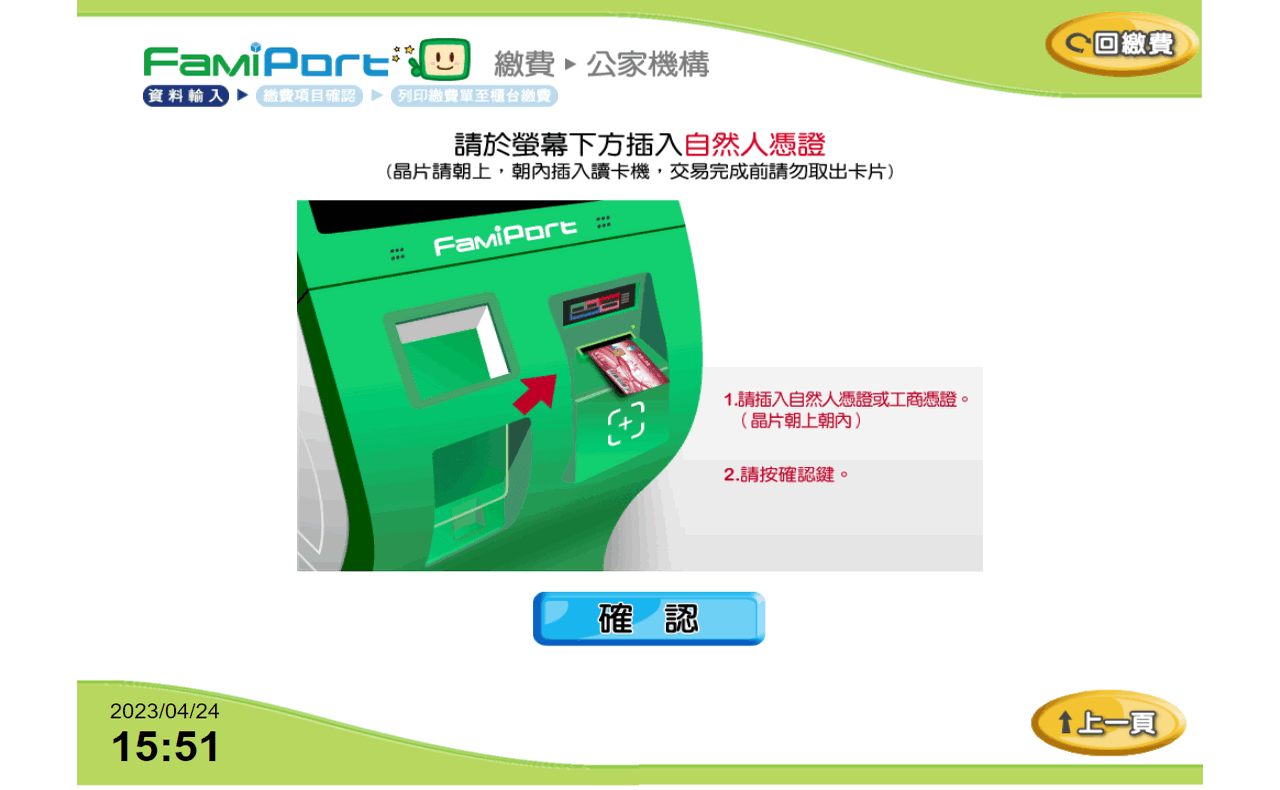 FamiPort 繳費▶公家機構
回繳費
資料輸入 ▶ 繳費項目確認 ▶ 列印繳費單至櫃台繳費
請於螢幕下方插入自然人憑證
(晶片請朝上，朝內插入讀卡機，交易完成前請勿取出卡片)
FamiPort
1.請插入自然人憑證或工商憑證。
（晶片朝上朝內）
2.請按確認鍵。
確 認
2023/04/24
15:51
上一頁